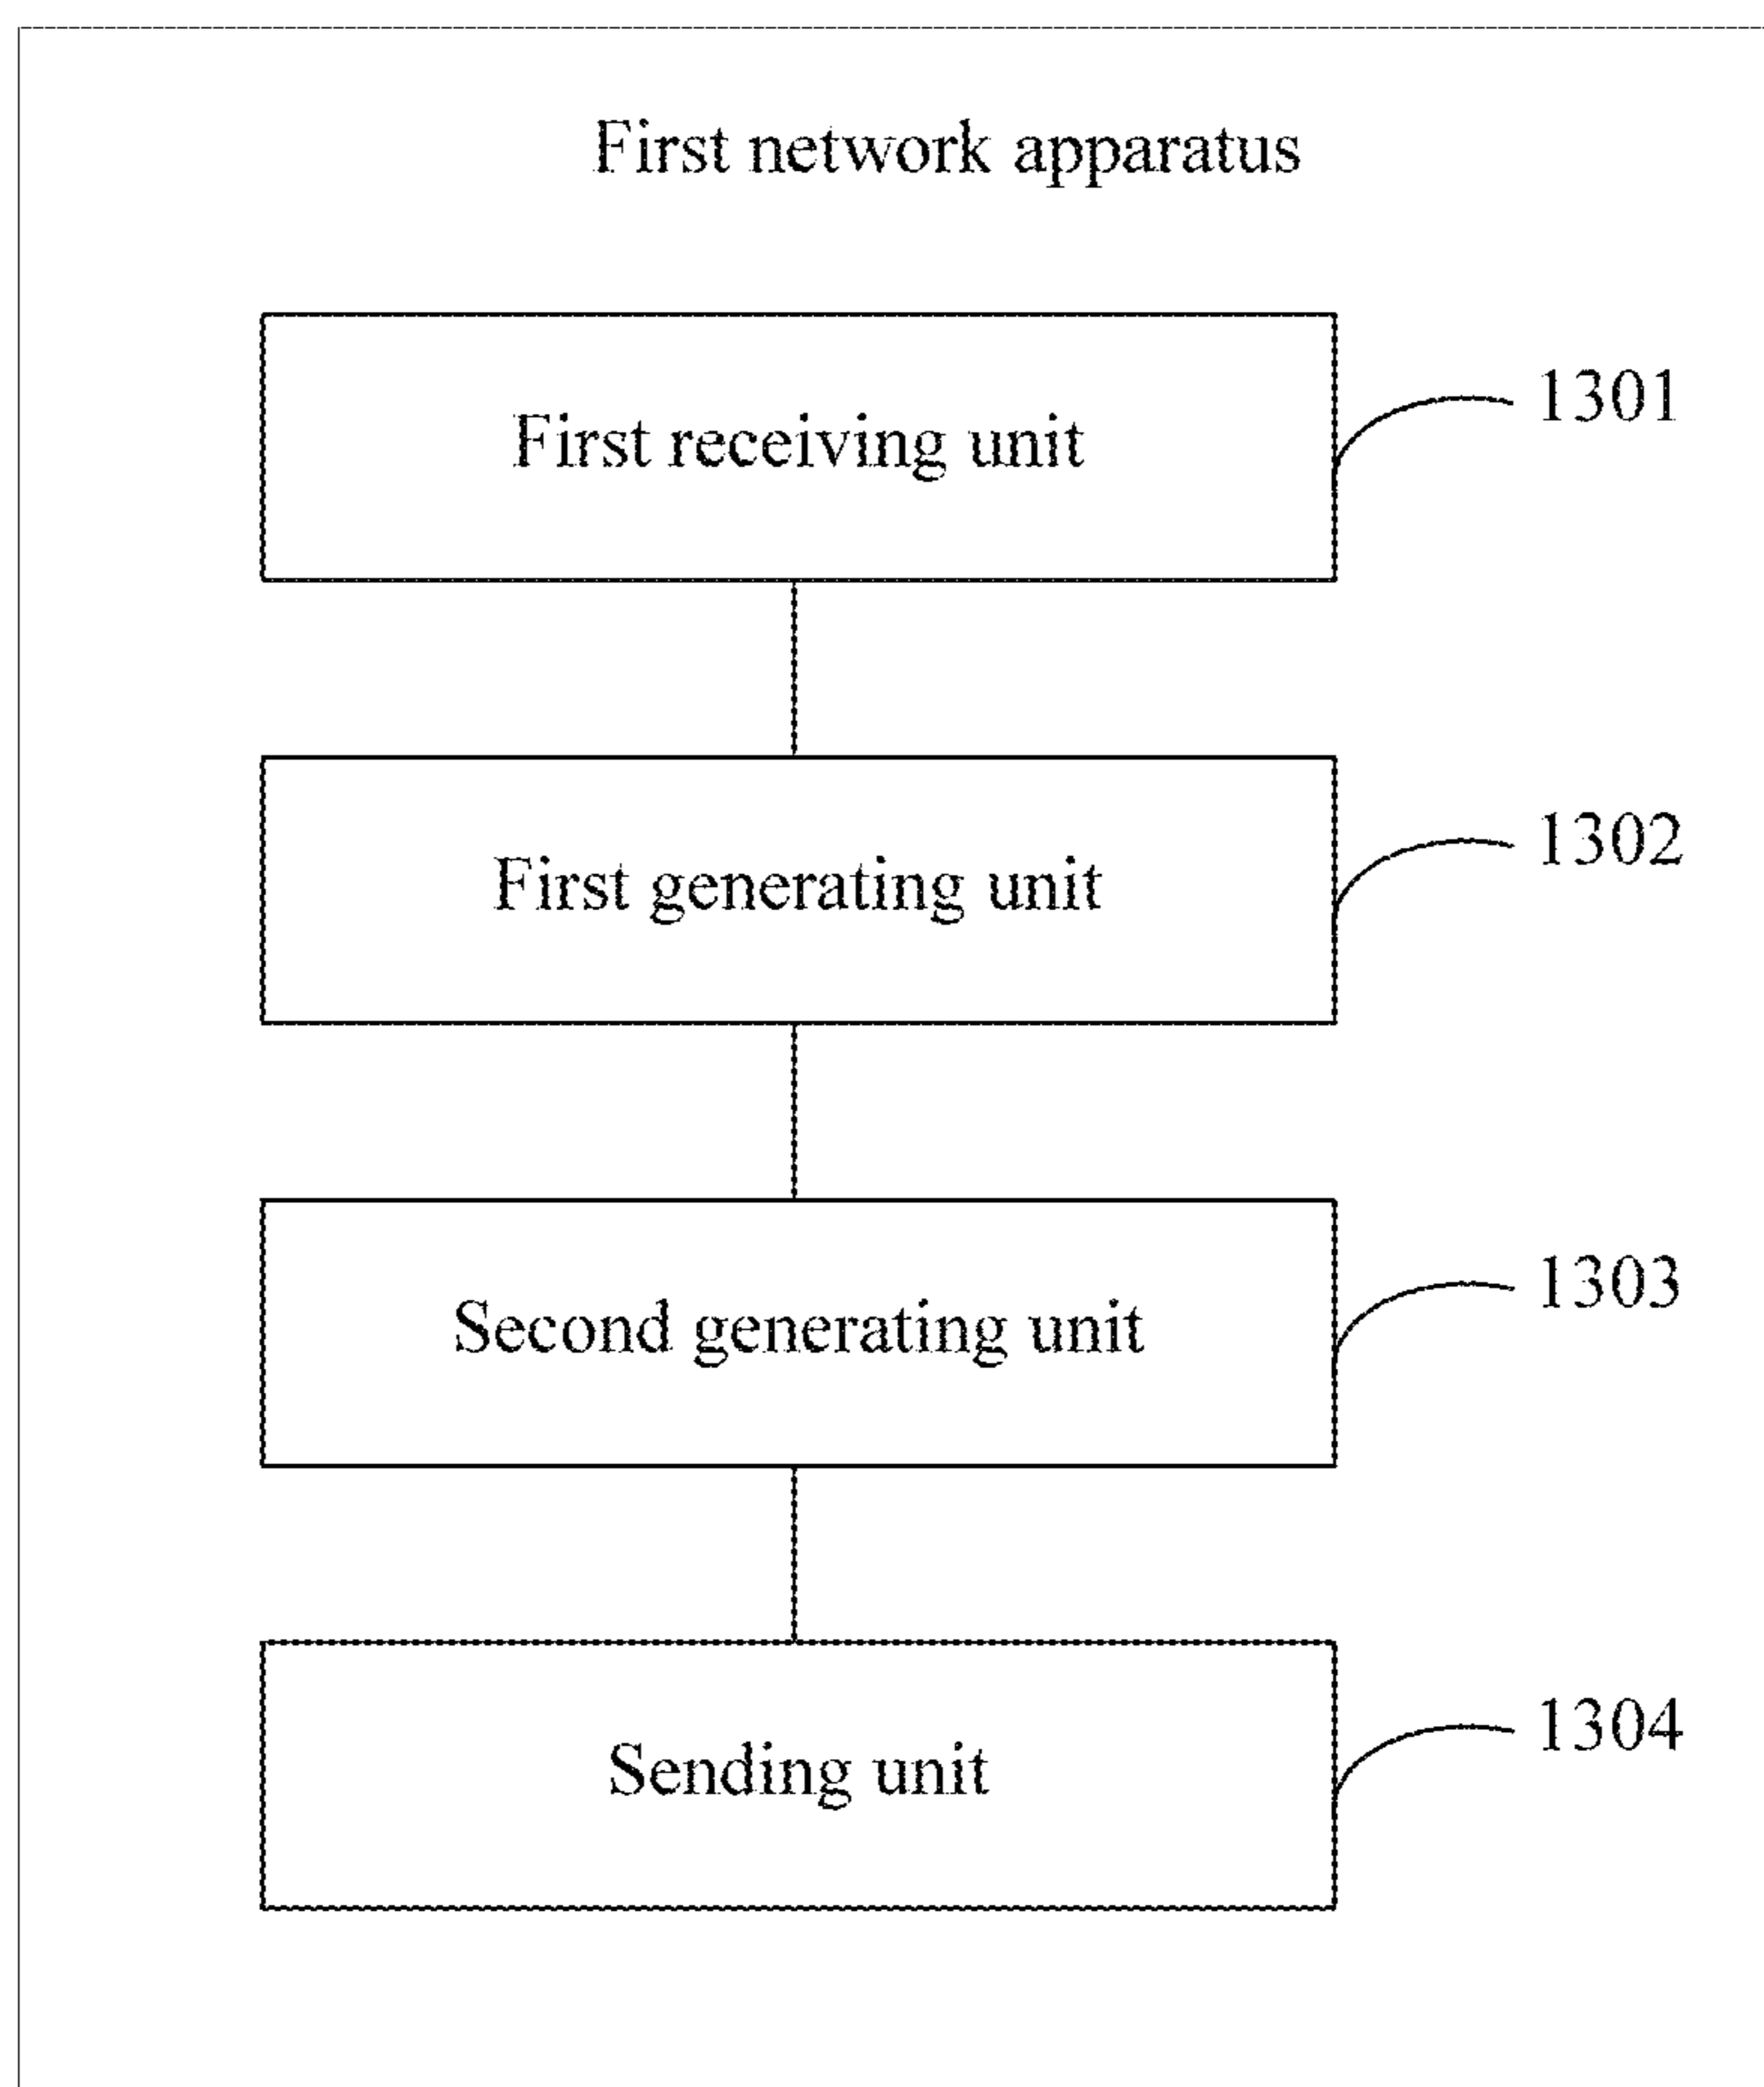 First network apparatus
First receiving unit
1301
First generating unit
1302
Second generating unit
1303
Sending unit
1304